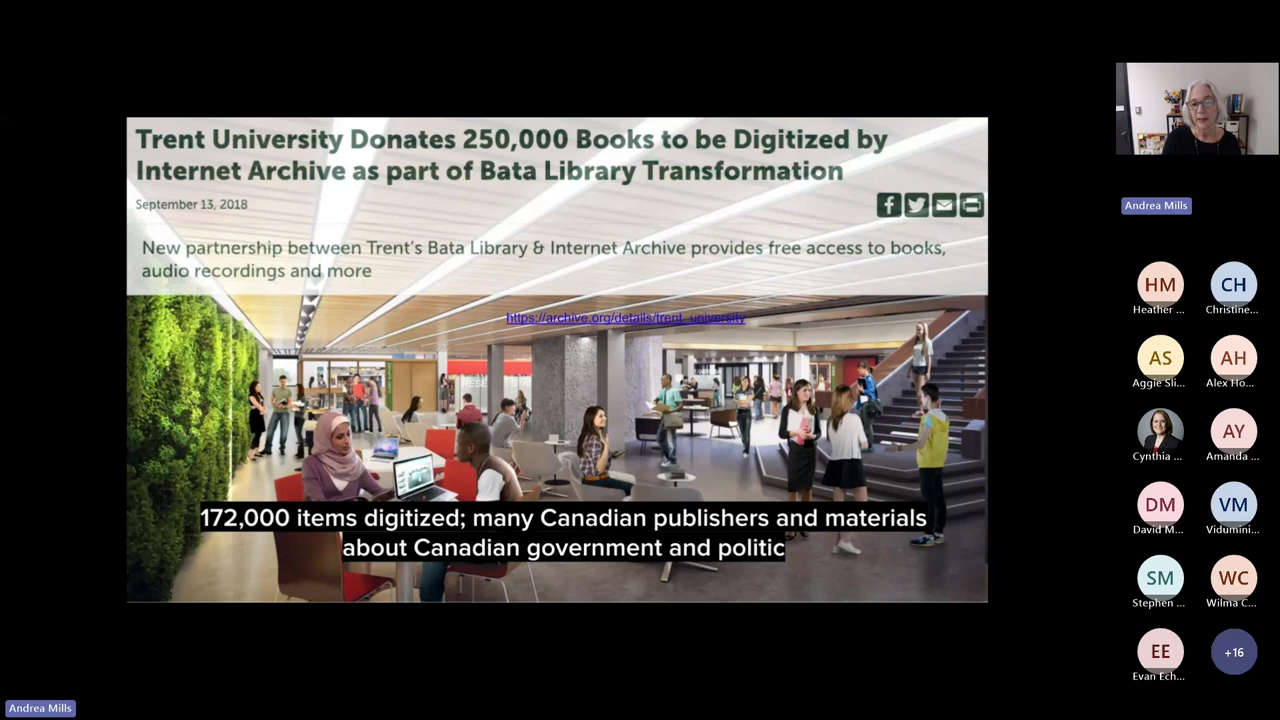 Trent University Donates 250,000 Books to be Digitized by
Internet Archive as part of Bata Library Transformation
September 13, 2018
New partnership between Trent's Bata Library & Internet Archive provides free access to books,
audio recordings and more
https://archive.org/details/trent_university
172,000 items digitized; many Canadian publishers and materials
about Canadian government and politic
Andrea Mills
HM
CH
Heather ...
Christine...
AS
AH
Aggie Sli...
Alex Ho...
AY
Cynthia ...
Amanda ...
DM
VM
David M...
Vidumini...
SM
WC
Stephen ...
Wilma C...
EE
+16
Evan Ech...
Andrea Mills